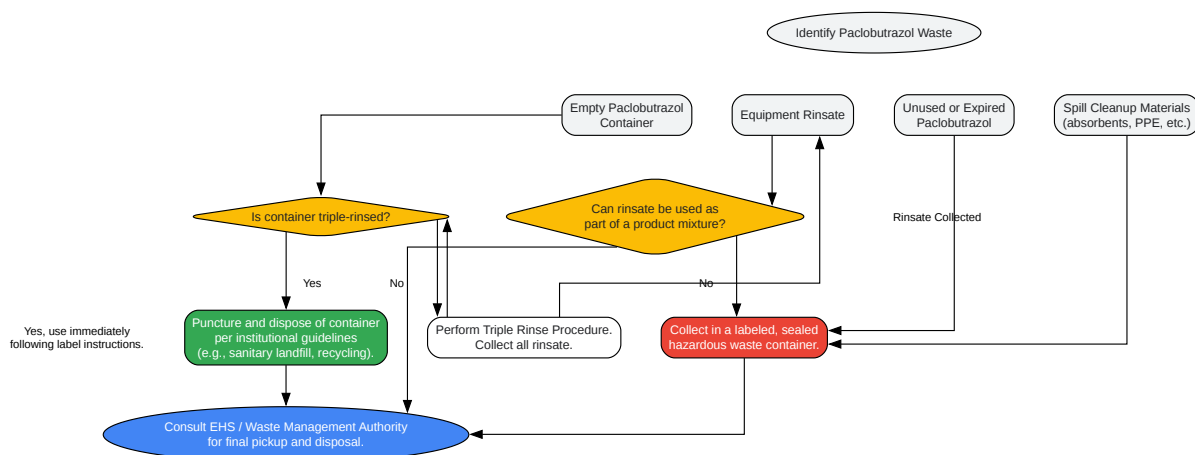 Identify Paclobutrazol Waste
Empty Paclobutrazol
Container
Equipment Rinsate
Unused or Expired
Paclobutrazol
Spill Cleanup Materials
(absorbents, PPE, etc.)
Is container triple-rinsed?
Can rinsate be used as
part of a product mixture?
Rinsate Collected
Yes
No
No
Yes, use immediately
following label instructions.
Puncture and dispose of container
per institutional guidelines
(e.g., sanitary landfill, recycling).
Perform Triple Rinse Procedure.
Collect all rinsate.
Collect in a labeled, sealed
hazardous waste container.
Consult EHS / Waste Management Authority
for final pickup and disposal.